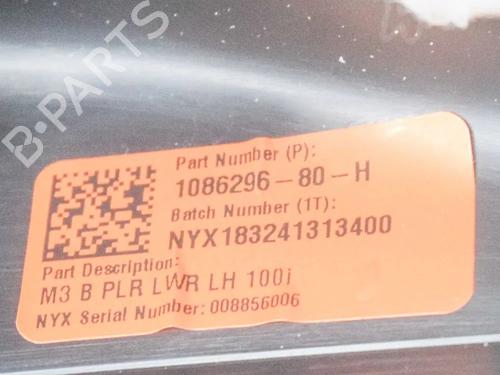 B-PARTS
Part Number (P):
1086296-80-H
Batch Number (1T):
NYX183241313400
Part Description:
M3 B PLR LWR LH 100i
NYX Serial Number: 008856006